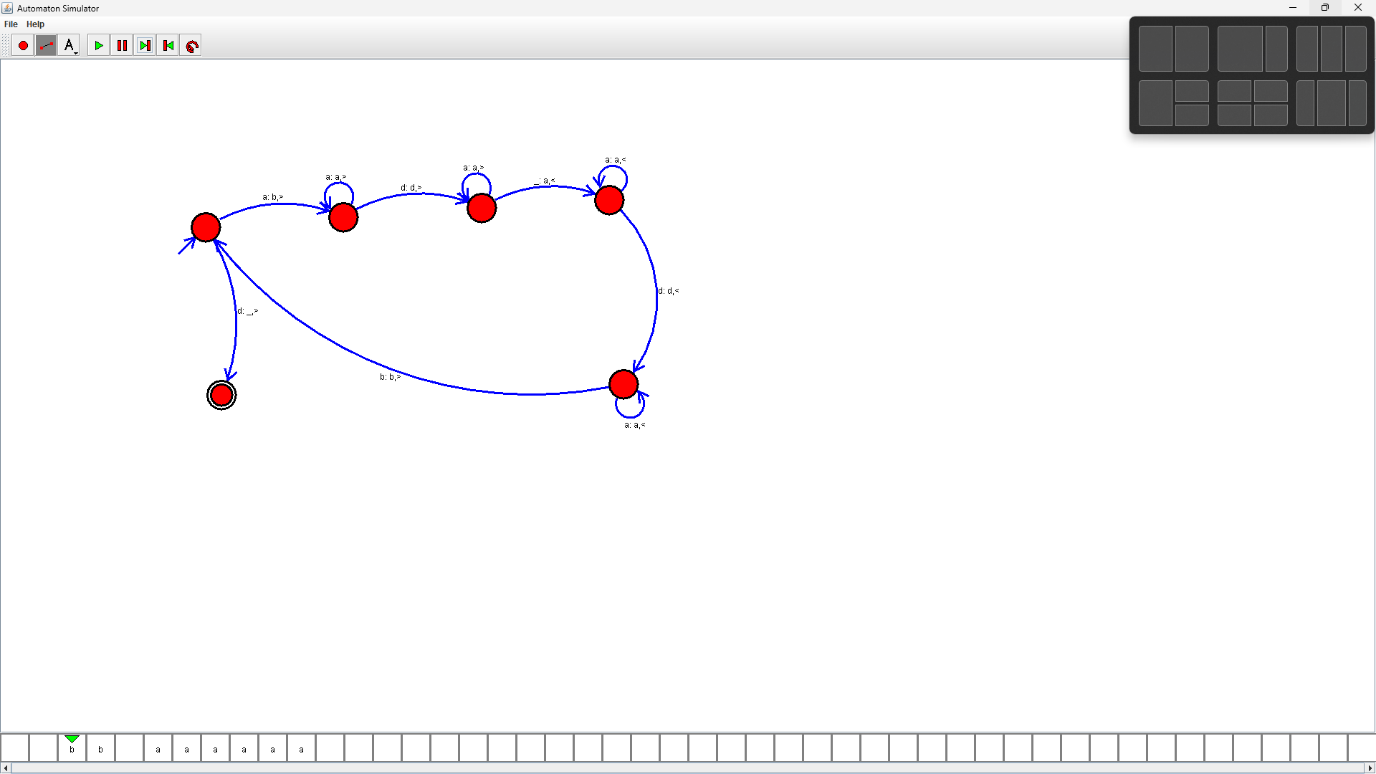 Automaton Simulator
File Help
A
a: a,<
a: a,>
a: a,>
_: a,<
d: d,>
a: b,>
d: d,<
d: _,>
b: b,>
a: a,<
b b a a a a a a